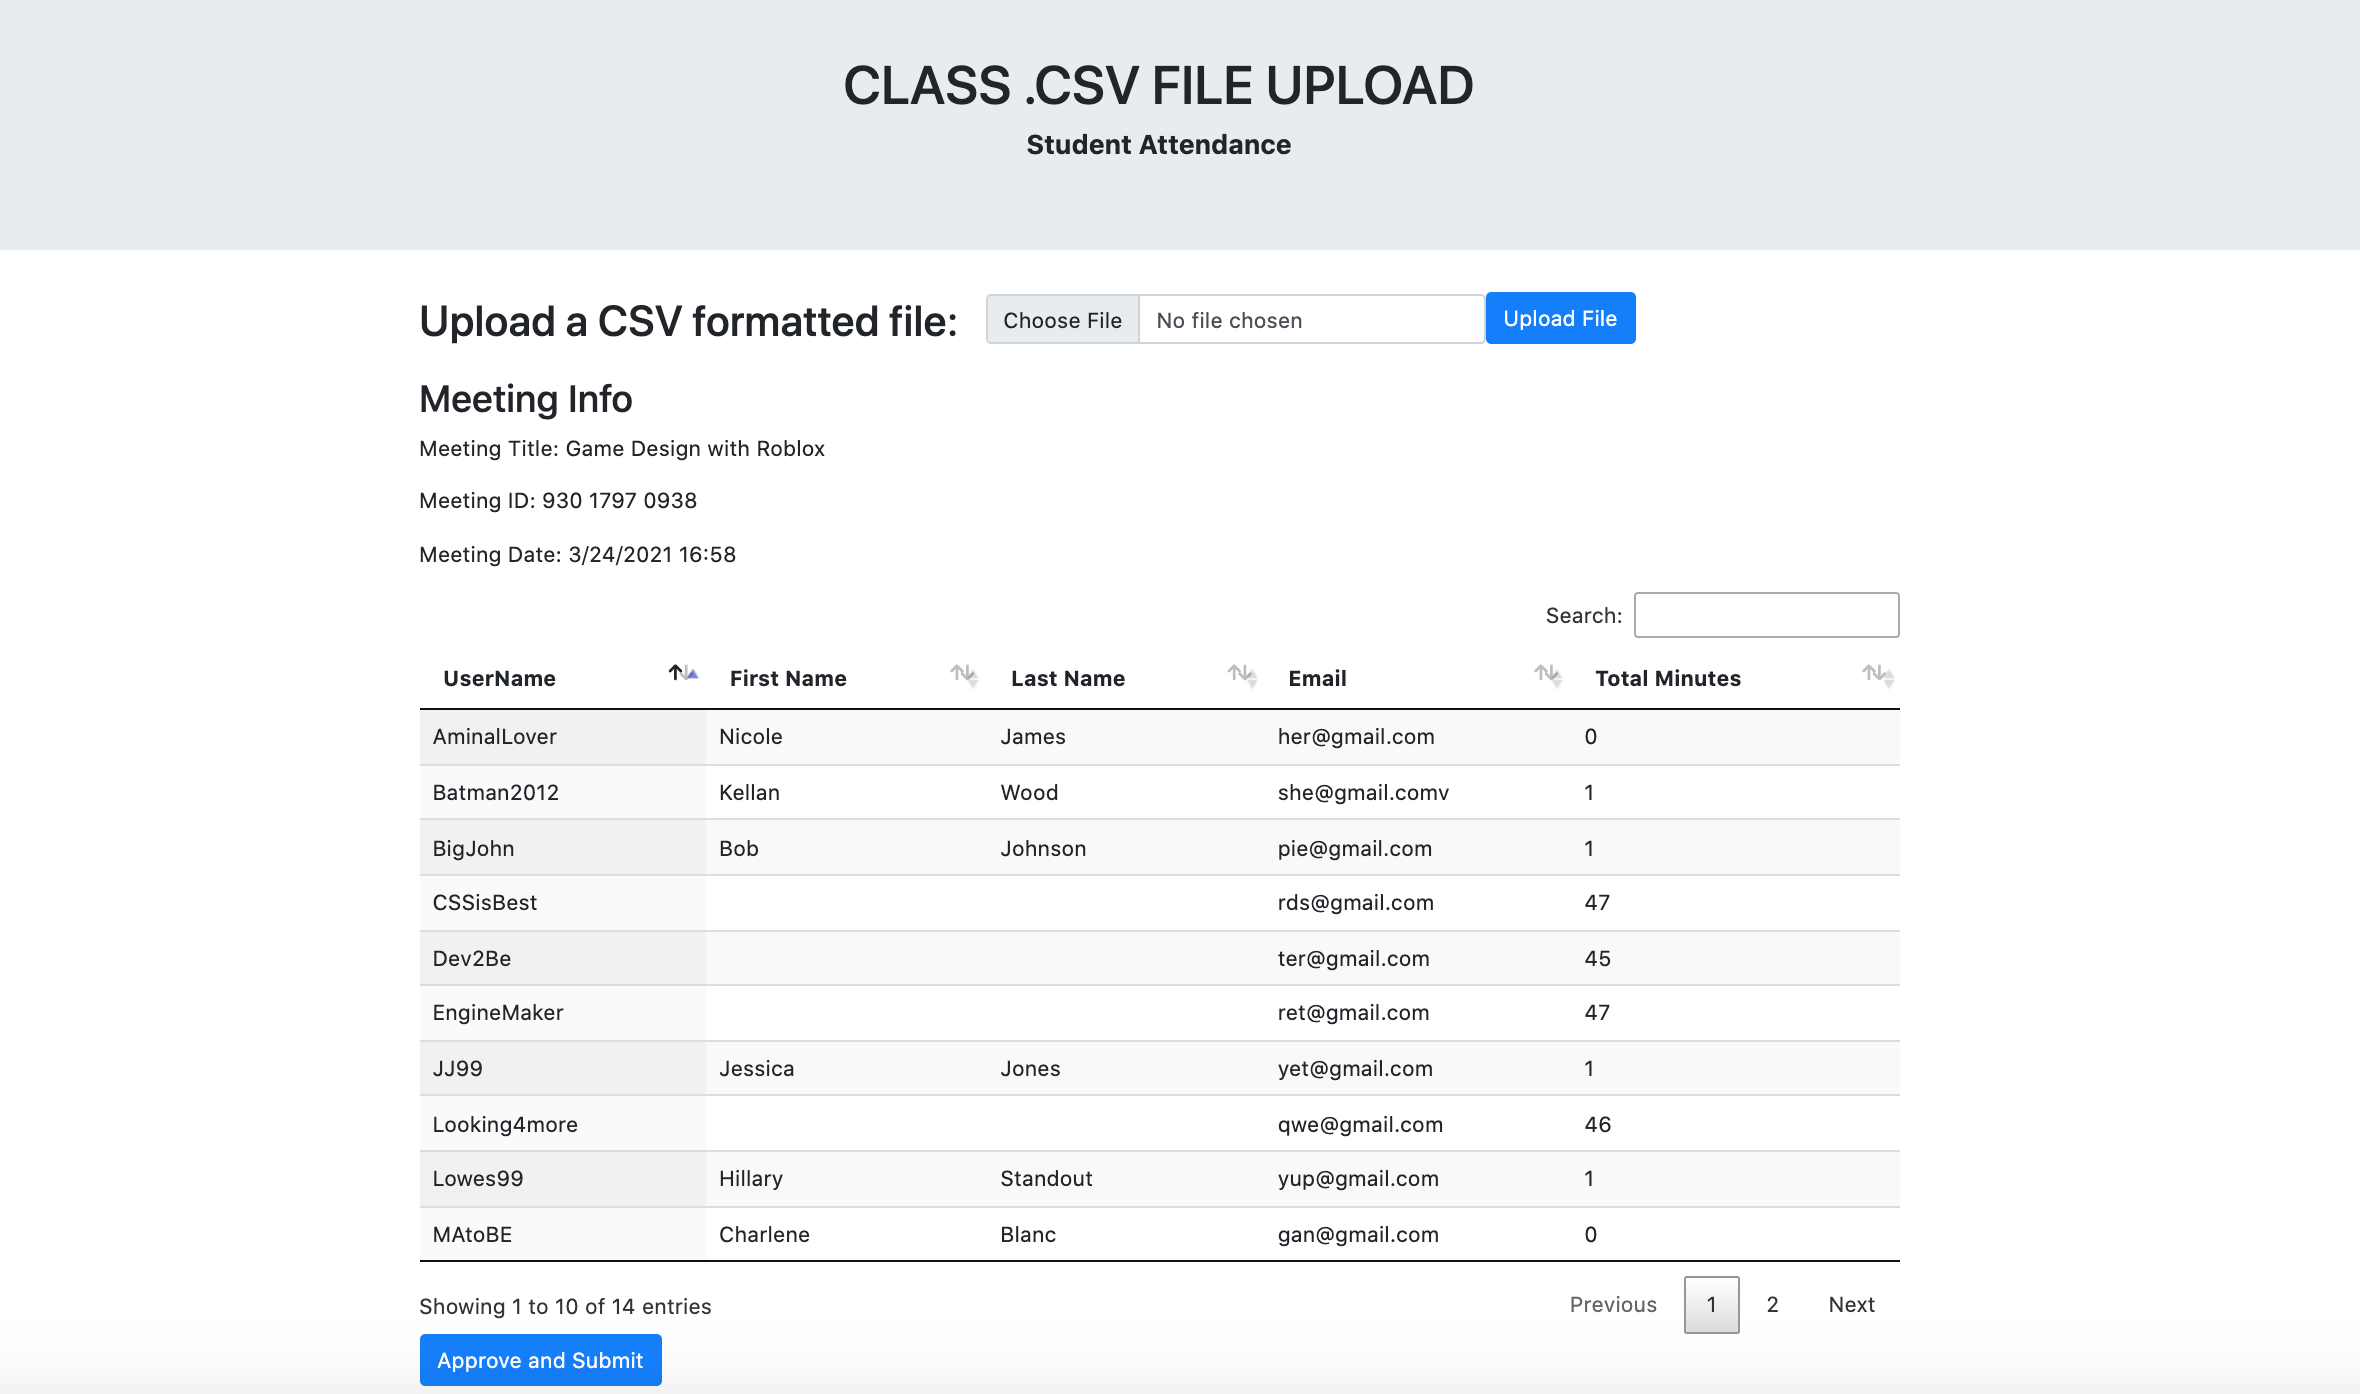 CLASS .CSV FILE UPLOAD
Student Attendance
Upload a CSV formatted file: Choose File No file chosen Upload File
Meeting Info
Meeting Title: Game Design with Roblox
Meeting ID: 930 1797 0938
Meeting Date: 3/24/2021 16:58
Search:
UserName First Name Last Name Email Total Minutes
AminalLover Nicole James her@gmail.com 0
Batman2012 Kellan Wood she@gmail.comv 1
BigJohn Bob Johnson pie@gmail.com 1
CSSisBest rds@gmail.com 47
Dev2Be ter@gmail.com 45
EngineMaker ret@gmail.com 47
JJ99 Jessica Jones yet@gmail.com 1
Looking4more qwe@gmail.com 46
Lowes99 Hillary Standout yup@gmail.com 1
MAtoBE Charlene Blanc gan@gmail.com 0
Showing 1 to 10 of 14 entries Previous 1 2 Next
Approve and Submit